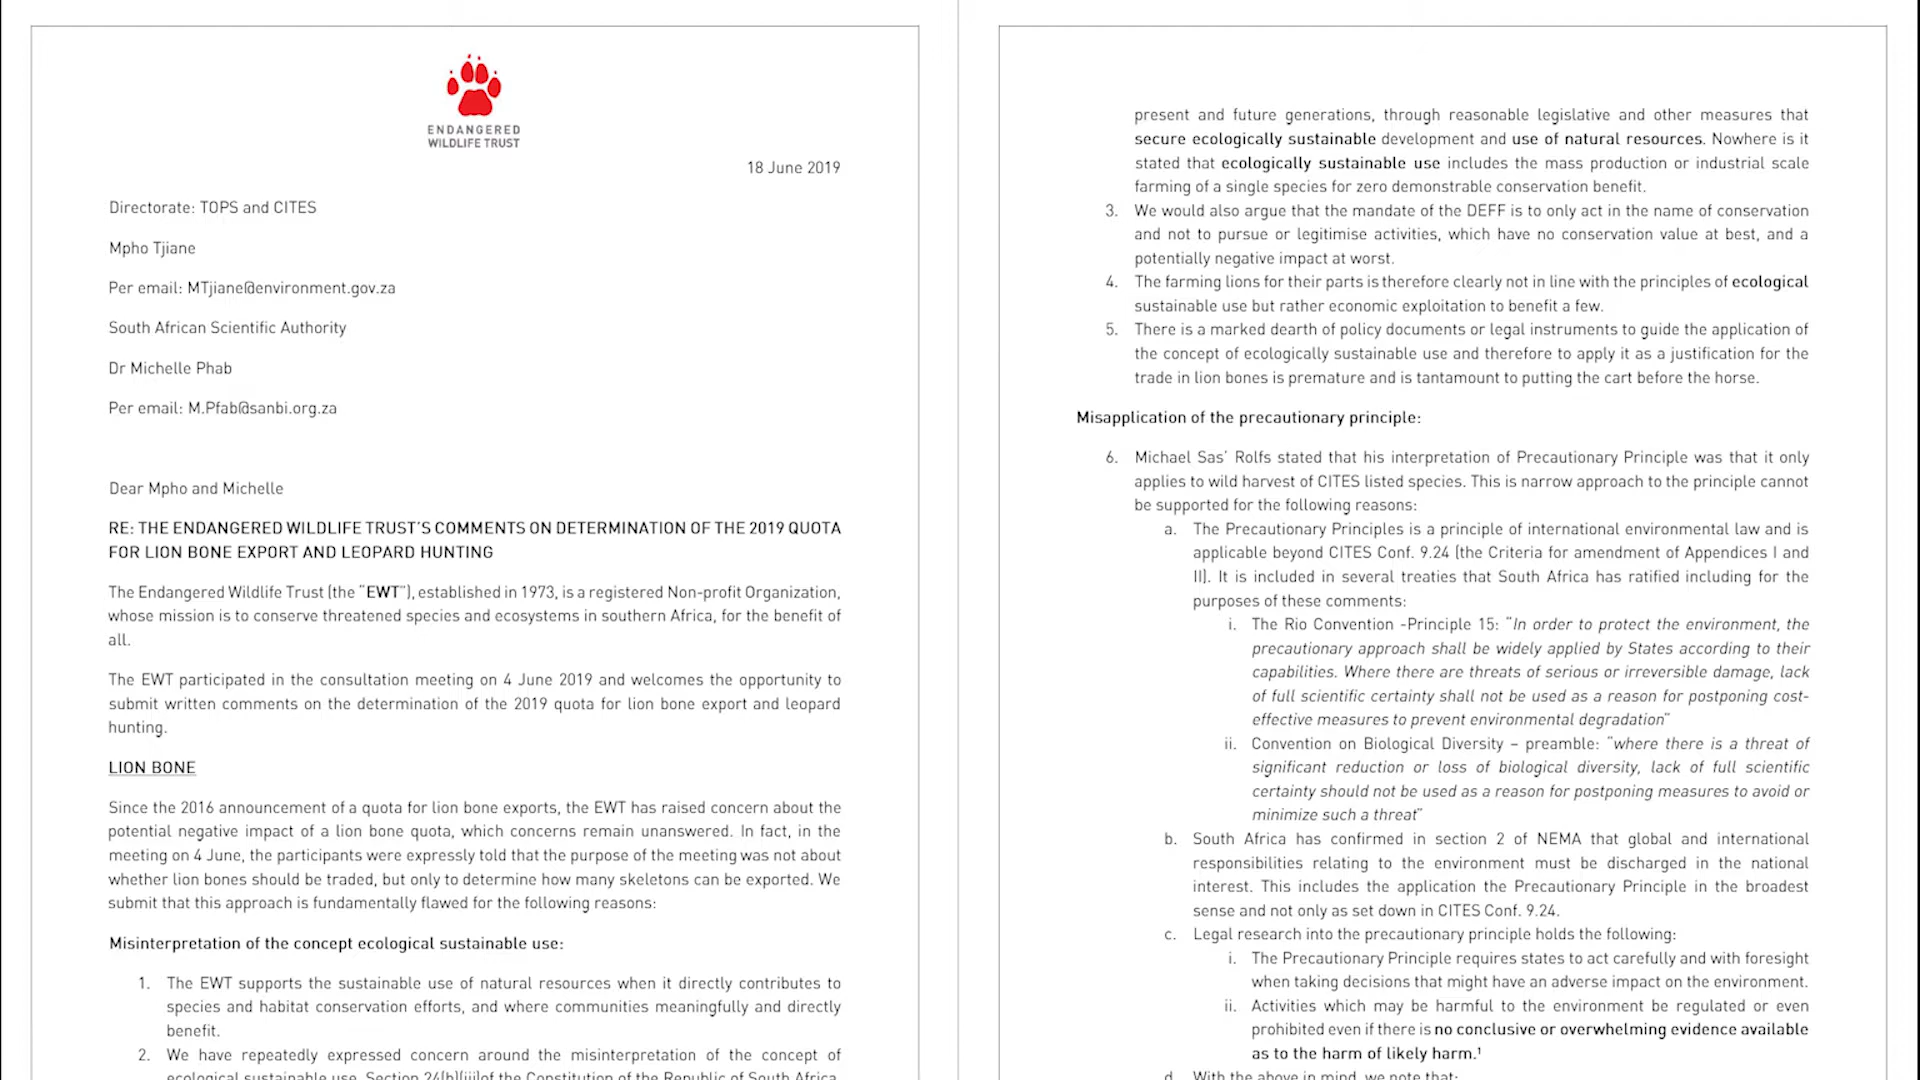 ENDANGERED
WILDLIFE TRUST
18 June 2019
Directorate: TOPS and CITES
Mpho Tjiane
Per email: MTjiane@environment.gov.za
South African Scientific Authority
Dr Michelle Phab
Per email: M.Pfab@sanbi.org.za
Dear Mpho and Michelle
RE: THE ENDANGERED WILDLIFE TRUST'S COMMENTS ON DETERMINATION OF THE 2019 QUOTA
FOR LION BONE EXPORT AND LEOPARD HUNTING
The Endangered Wildlife Trust (the "EWT"), established in 1973, is a registered Non-profit Organization,
whose mission is to conserve threatened species and ecosystems in southern Africa, for the benefit of
all.
The EWT participated in the consultation meeting on 4 June 2019 and welcomes the opportunity to
submit written comments on the determination of the 2019 quota for lion bone export and leopard
hunting.
LION BONE
Since the 2016 announcement of a quota for lion bone exports, the EWT has raised concern about the
potential negative impact of a lion bone quota, which concerns remain unanswered. In fact, in the
meeting on 4 June, the participants were expressly told that the purpose of the meeting was not about
whether lion bones should be traded, but only to determine how many skeletons can be exported. We
submit that this approach is fundamentally flawed for the following reasons:
Misinterpretation of the concept ecological sustainable use:
1. The EWT supports the sustainable use of natural resources when it directly contributes to
species and habitat conservation efforts, and where communities meaningfully and directly
benefit.
2. We have repeatedly expressed concern around the misinterpretation of the concept of
ecological sustainable use. Section 24(b)(iii)of the Constitution of the Republic of South Africa,
present and future generations, through reasonable legislative and other measures that
secure ecologically sustainable development and use of natural resources. Nowhere is it
stated that ecologically sustainable use includes the mass production or industrial scale
farming of a single species for zero demonstrable conservation benefit.
3. We would also argue that the mandate of the DEFF is to only act in the name of conservation
and not to pursue or legitimise activities, which have no conservation value at best, and a
potentially negative impact at worst.
4. The farming lions for their parts is therefore clearly not in line with the principles of ecological
sustainable use but rather economic exploitation to benefit a few.
5. There is a marked dearth of policy documents or legal instruments to guide the application of
the concept of ecologically sustainable use and therefore to apply it as a justification for the
trade in lion bones is premature and is tantamount to putting the cart before the horse.
Misapplication of the precautionary principle:
6. Michael Sas' Rolfs stated that his interpretation of Precautionary Principle was that it only
applies to wild harvest of CITES listed species. This is narrow approach to the principle cannot
be supported for the following reasons:
a. The Precautionary Principles is a principle of international environmental law and is
applicable beyond CITES Conf. 9.24 (the Criteria for amendment of Appendices I and
II). It is included in several treaties that South Africa has ratified including for the
purposes of these comments:
i. The Rio Convention -Principle 15: "In order to protect the environment, the
precautionary approach shall be widely applied by States according to their
capabilities. Where there are threats of serious or irreversible damage, lack
of full scientific certainty shall not be used as a reason for postponing cost-
effective measures to prevent environmental degradation"
ii. Convention on Biological Diversity – preamble: "where there is a threat of
significant reduction or loss of biological diversity, lack of full scientific
certainty should not be used as a reason for postponing measures to avoid or
minimize such a threat"
b. South Africa has confirmed in section 2 of NEMA that global and international
responsibilities relating to the environment must be discharged in the national
interest. This includes the application the Precautionary Principle in the broadest
sense and not only as set down in CITES Conf. 9.24.
c. Legal research into the precautionary principle holds the following:
i. The Precautionary Principle requires states to act carefully and with foresight
when taking decisions that might have an adverse impact on the environment.
ii. Activities which may be harmful to the environment be regulated or even
prohibited even if there is no conclusive or overwhelming evidence available
as to the harm of likely harm.¹
d. With the above in mind, we note that: